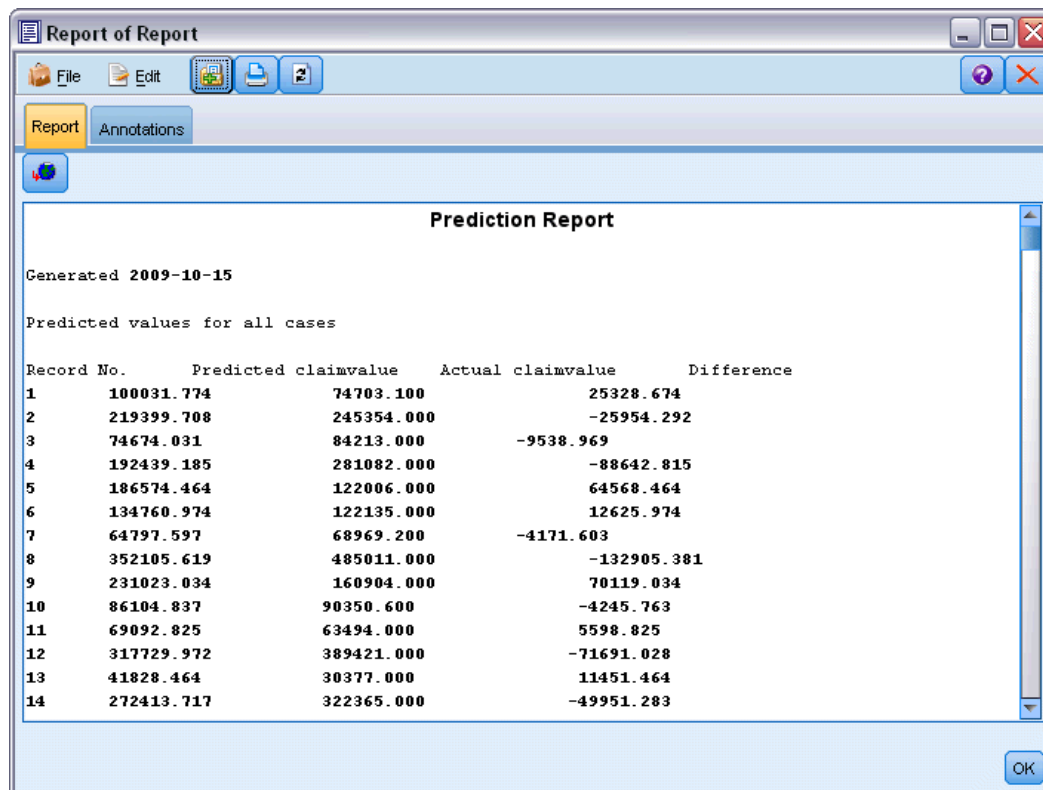 Report of Report
File Edit
Report Annotations
Prediction Report
Generated 2009-10-15
Predicted values for all cases
Record No. Predicted claimvalue Actual claimvalue Difference
1 100031.774 74703.100 25328.674
2 219399.708 245354.000 -25954.292
3 74674.031 84213.000 -9538.969
4 192439.185 281082.000 -88642.815
5 186574.464 122006.000 64568.464
6 134760.974 122135.000 12625.974
7 64797.597 68969.200 -4171.603
8 352105.619 485011.000 -132905.381
9 231023.034 160904.000 70119.034
10 86104.837 90350.600 -4245.763
11 69092.825 63494.000 5598.825
12 317729.972 389421.000 -71691.028
13 41828.464 30377.000 11451.464
14 272413.717 322365.000 -49951.283
OK